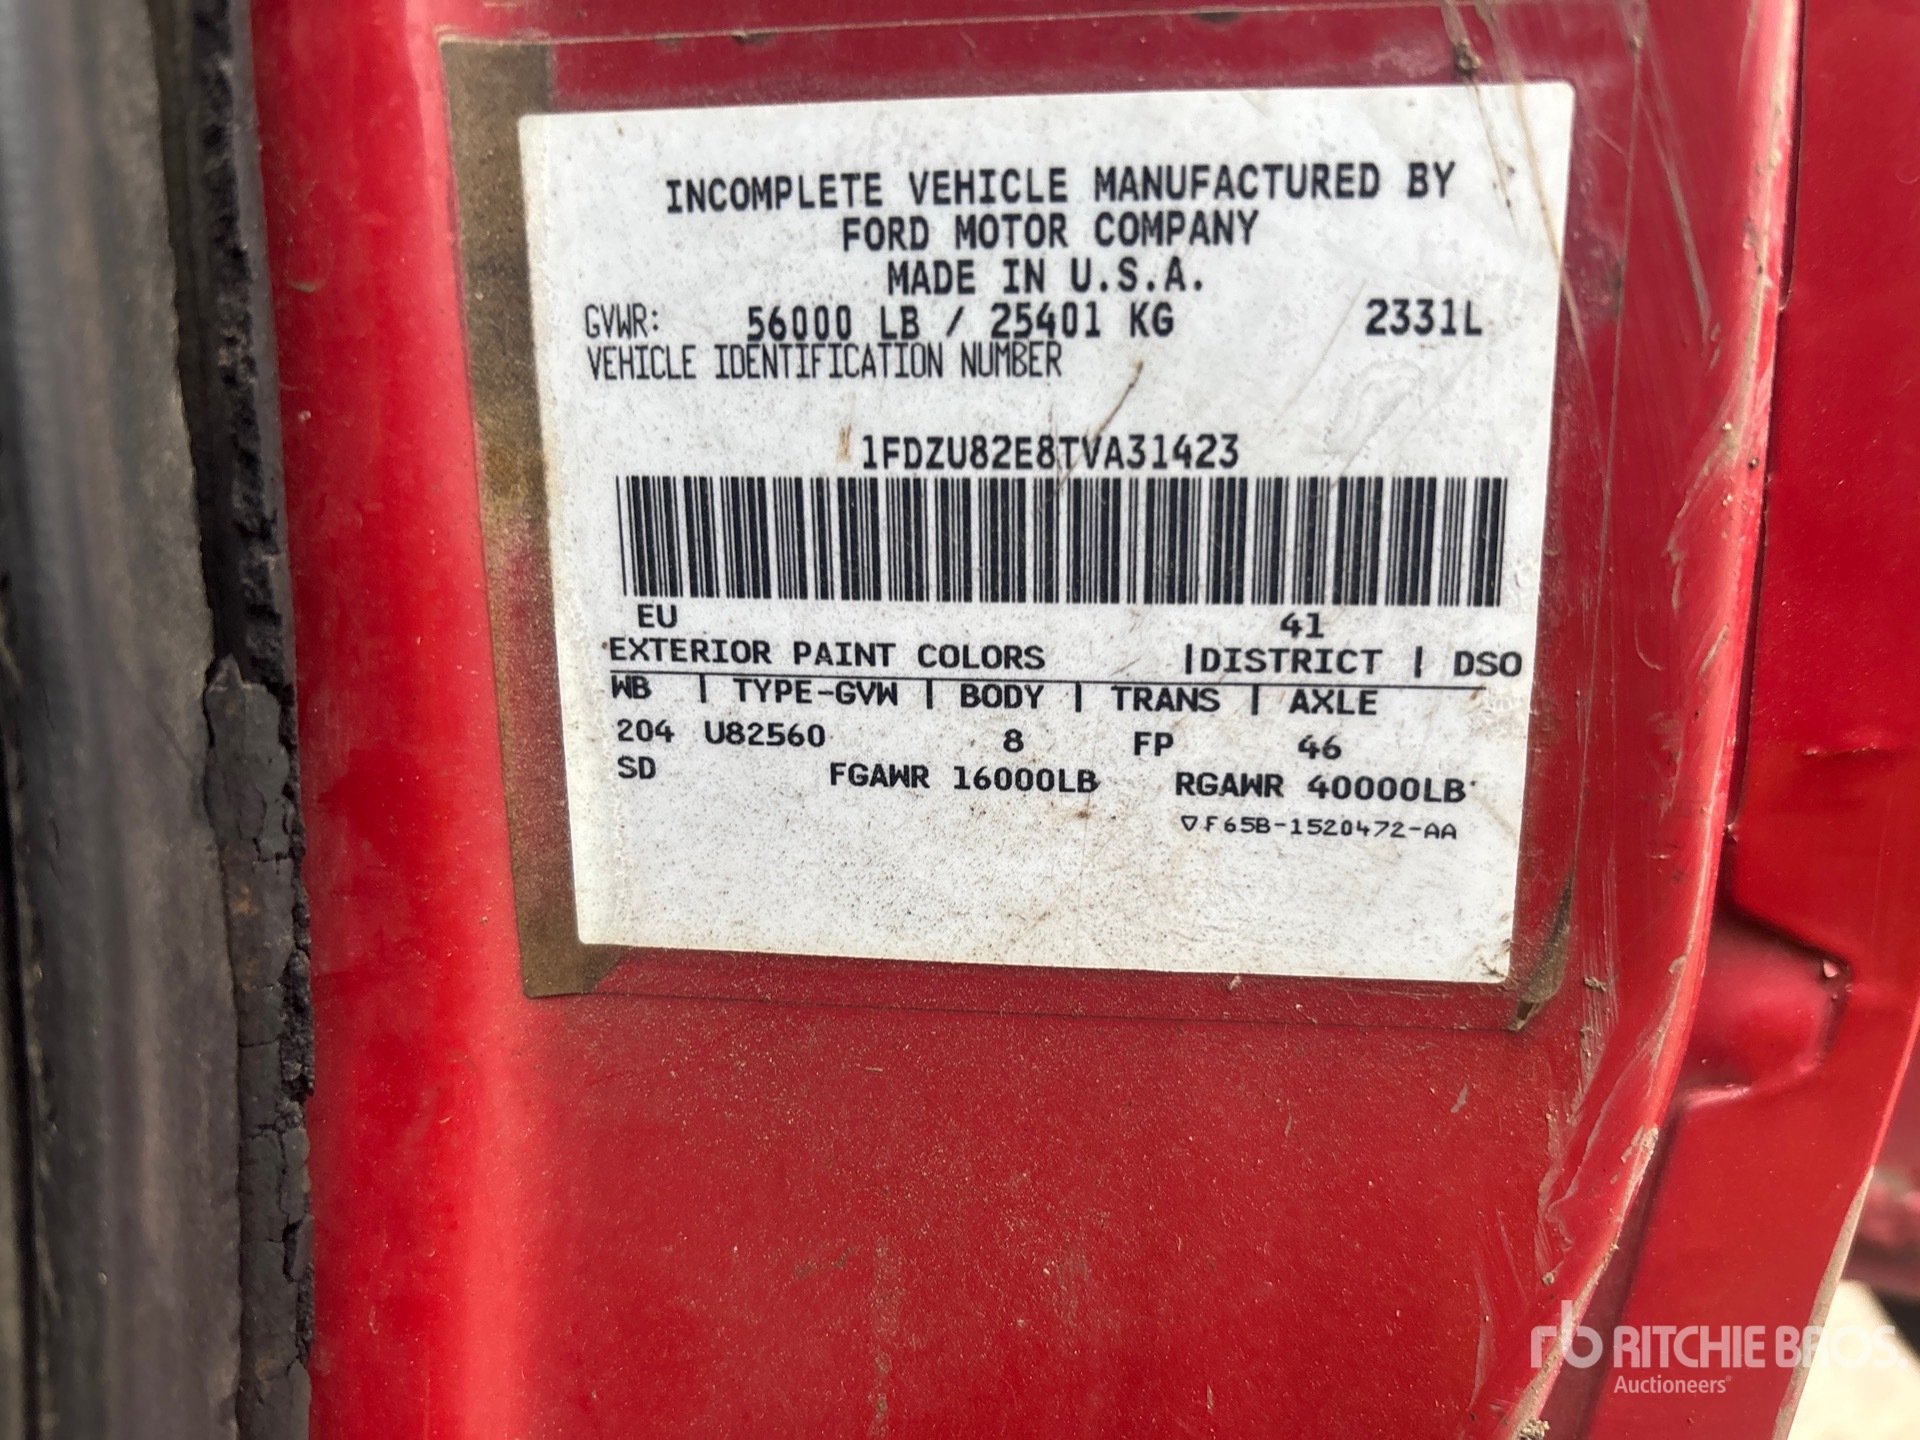 INCOMPLETE VEHICLE MANUFACTURED BY
FORD MOTOR COMPANY
MADE IN U.S.A.
GVWR: 56000 LB / 25401 KG 2331L
VEHICLE IDENTIFICATION NUMBER
1FDZU82E8TVA31423
EU 41
EXTERIOR PAINT COLORS |DISTRICT | DSO
WB | TYPE-GVW | BODY | TRANS | AXLE
204 U82560 8 FP 46
SD FGAWR 16000LB RGAWR 40000LB
▽F65B-1520472-AA
rb RITCHIE BROS.
Auctioneers®